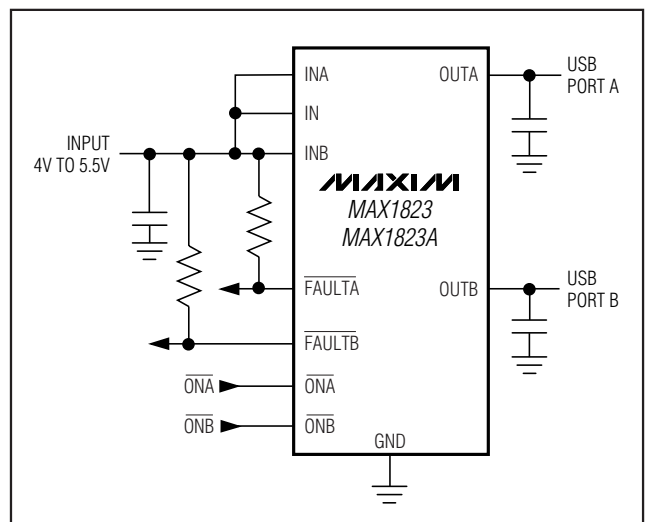 INA
IN
INB
INPUT
4V TO 5.5V
OUTA
USB
PORT A
MAXIM
MAX1823
MAX1823A
FAULTA
FAULTB
OUTB
USB
PORT B
ONA
ONA
ONB
ONB
GND